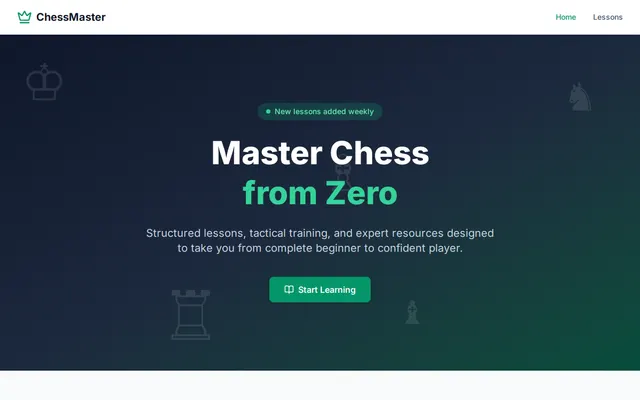 ChessMaster
Home
Lessons
New lessons added weekly
Master Chess
from Zero
Structured lessons, tactical training, and expert resources designed
to take you from complete beginner to confident player.
Start Learning